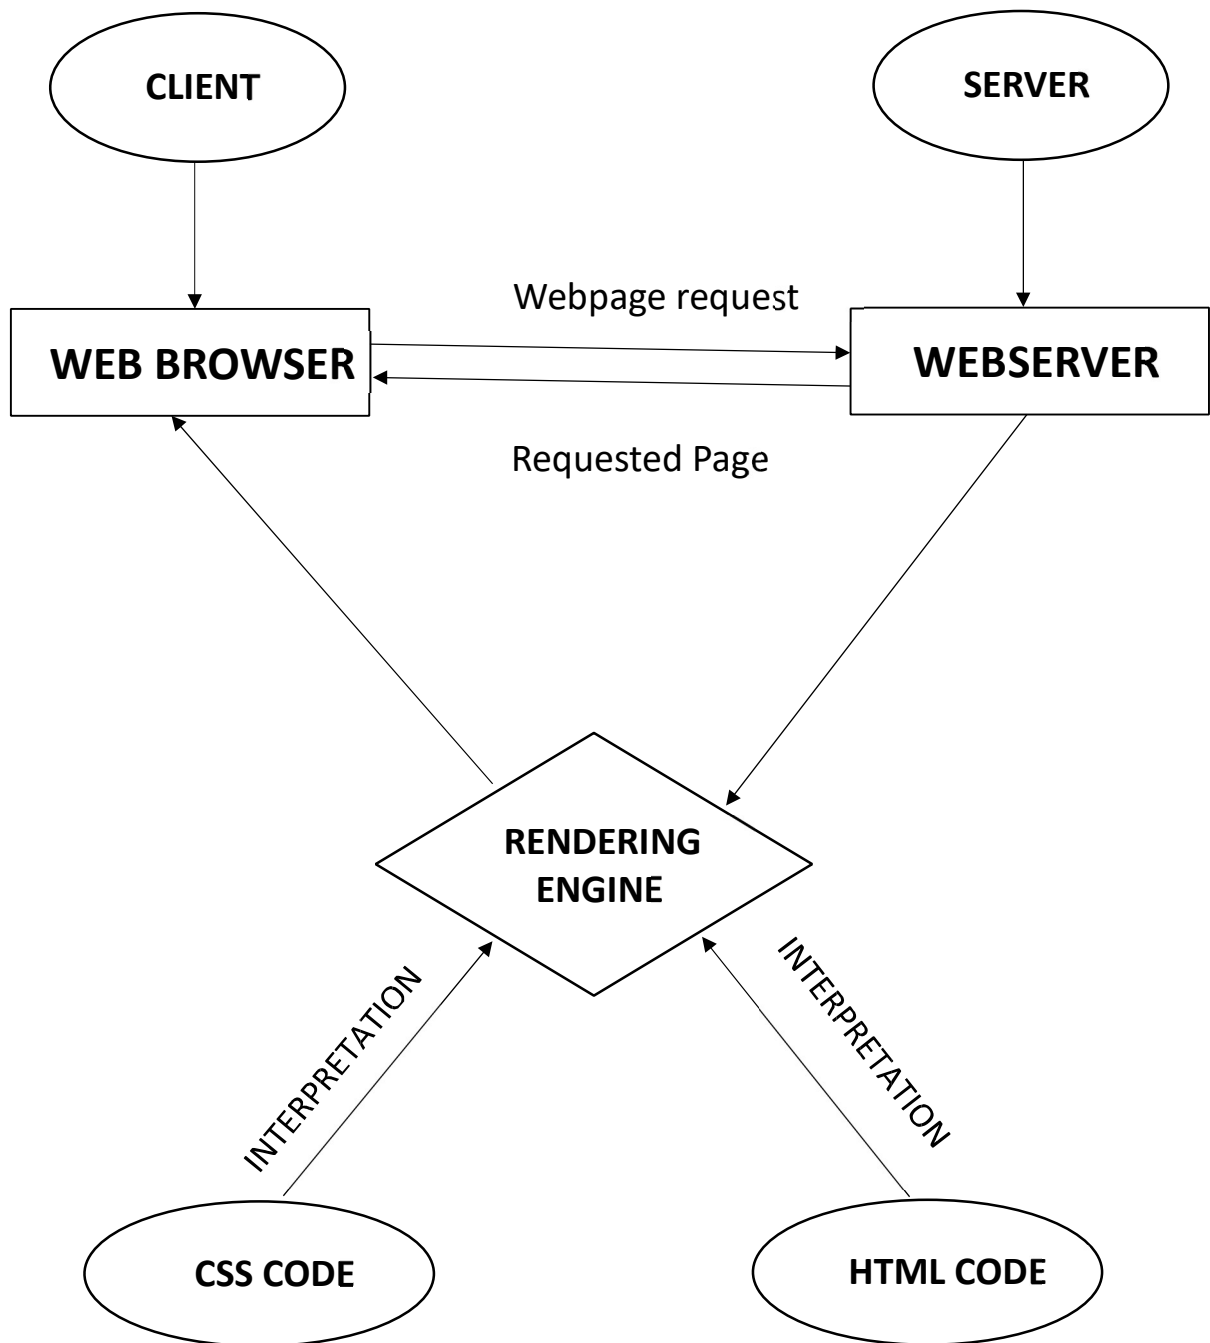 CLIENT
SERVER
Webpage request
WEB BROWSER
WEBSERVER
Requested Page
RENDERING
ENGINE
INTERPRETATION
INTERPRETATION
CSS CODE
HTML CODE